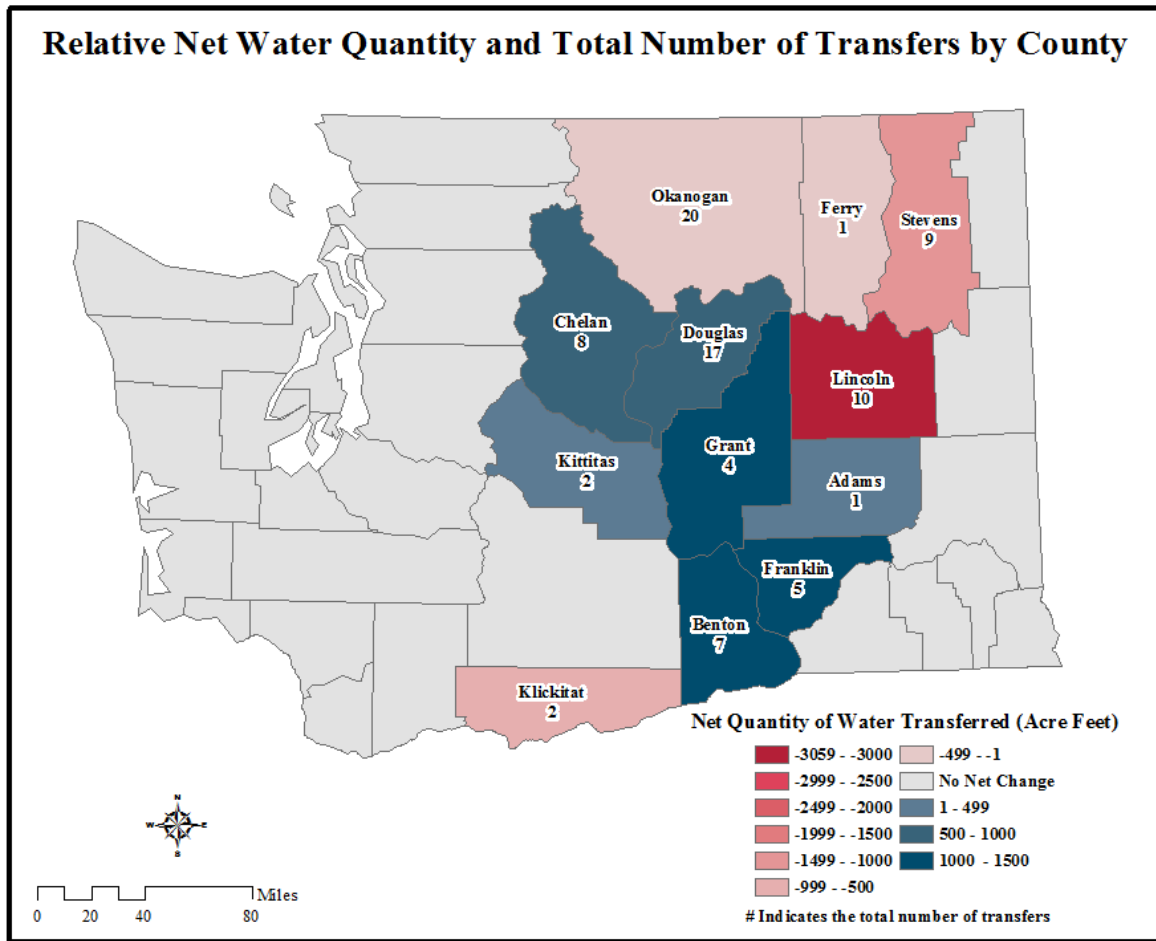 Relative Net Water Quantity and Total Number of Transfers by County
Okanogan
20
Ferry
1
Stevens
9
Chelan
8
Douglas
17
Lincoln
10
Grant
4
Kittitas
2
Adams
1
Franklin
5
Benton
7
Klickitat
2
Net Quantity of Water Transferred (Acre Feet)
-3059 - -3000
-2999 - -2500
-2499 - -2000
-1999 - -1500
-1499 - -1000
-999 - -500
-499 - -1
No Net Change
1 - 499
500 - 1000
1000 - 1500
# Indicates the total number of transfers
N
W E
S
Miles
0 20 40 80